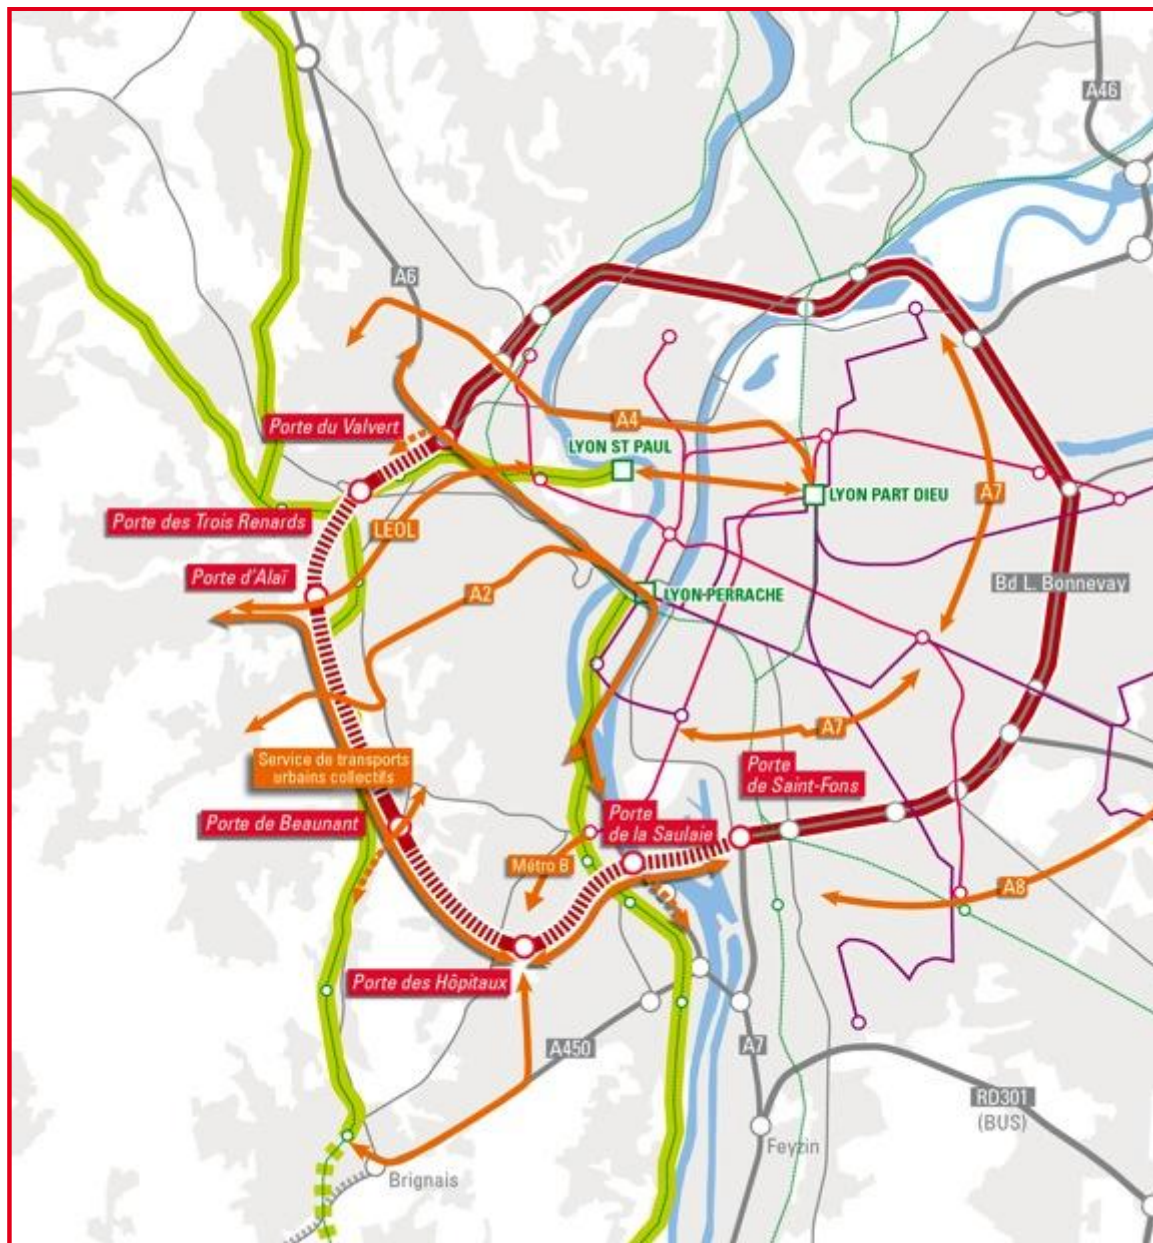 A46
A6
Porte du Valvert
A4
LYON ST PAUL
LYON PART DIEU
A7
Porte des Trois Renards
LEOL
Porte d'Alaï
A2
LYON PERRACHE
Bd L. Bonnevay
A7
Service de transports
urbains collectifs
Porte
de Saint-Fons
Porte de Beaunant
Porte
de la Saulaie
Métro B
A8
Porte des Hôpitaux
A450
A7
RD301
(BUS)
Feyzin
Brignais